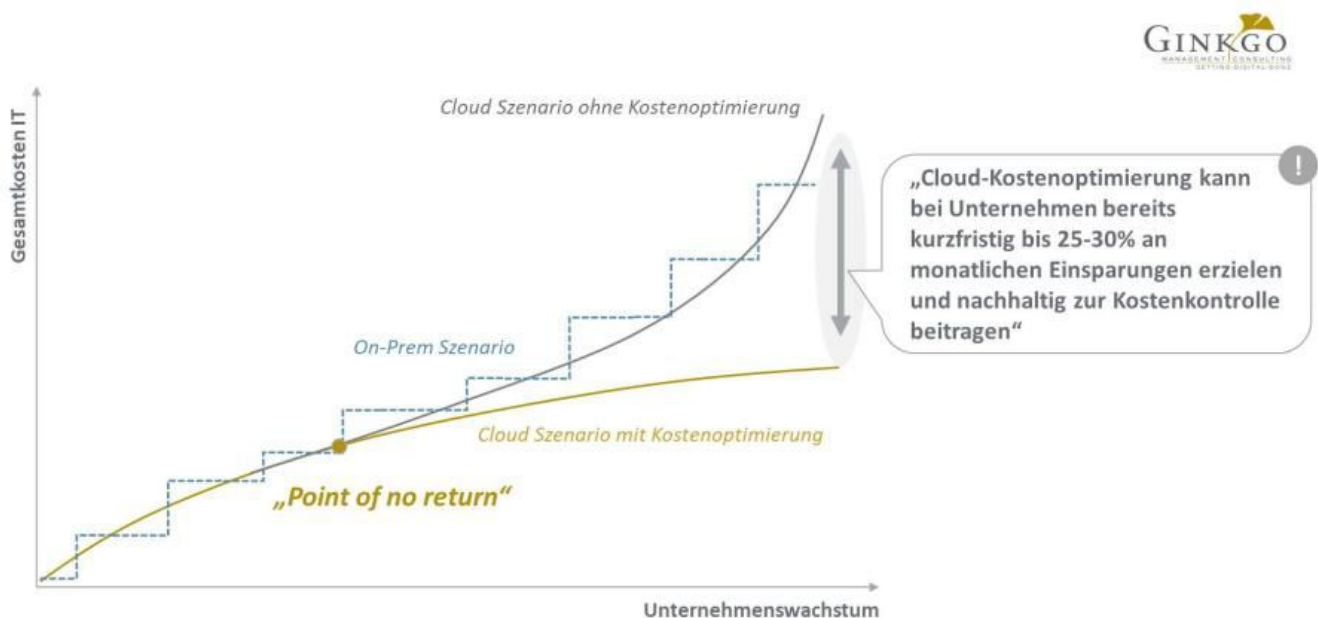 GINKGO
MANAGEMENT CONSULTING
GETTING DIGITAL DONE
Gesamtkosten IT
Cloud Szenario ohne Kostenoptimierung
!
„Cloud-Kostenoptimierung kann
bei Unternehmen bereits
kurzfristig bis 25-30% an
monatlichen Einsparungen erzielen
und nachhaltig zur Kostenkontrolle
beitragen“
On-Prem Szenario
Cloud Szenario mit Kostenoptimierung
„Point of no return“
Unternehmenswachstum